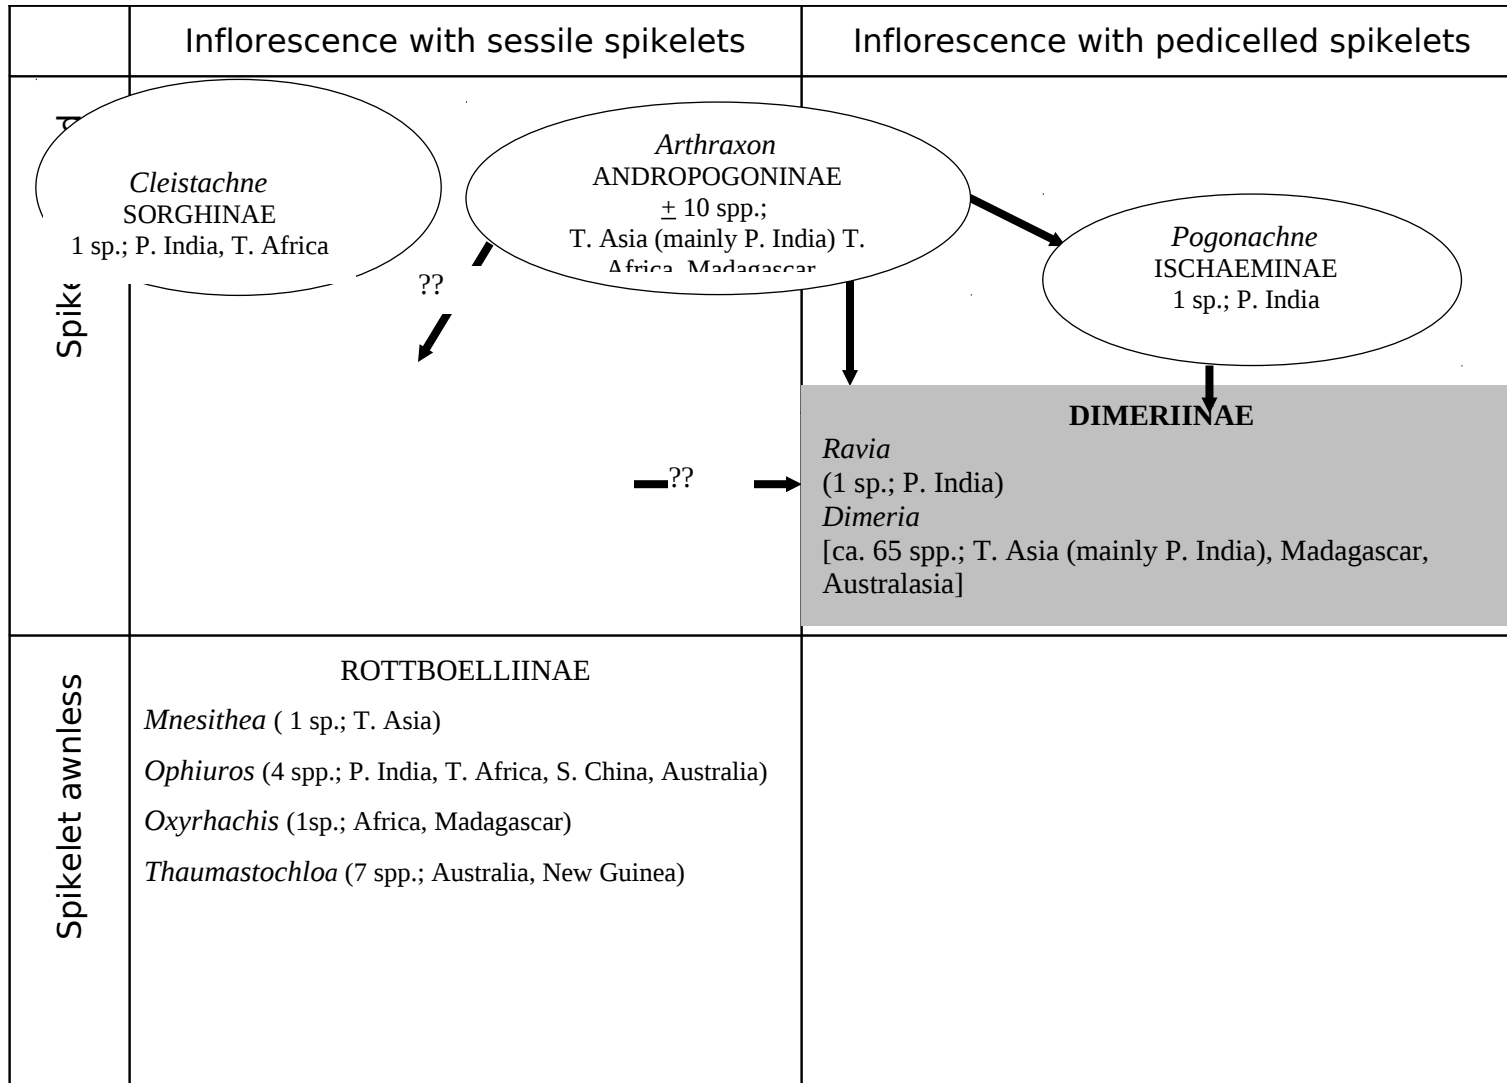 Inflorescence with sessile spikelets
Inflorescence with pedicelled spikelets
Cleistachne
SORGHINAE
1 sp.; P. India, T. Africa
Arthraxon
ANDROPOGONINAE
+ 10 spp.;
T. Asia (mainly P. India) T.
Africa, Madagascar
Pogonachne
ISCHAEMINAE
1 sp.; P. India
??
??
DIMERIINAE
Ravia
(1 sp.; P. India)
Dimeria
[ca. 65 spp.; T. Asia (mainly P. India), Madagascar,
Australasia]
Spikelet awnless
ROTTBOELLIINAE
Mnesithea ( 1 sp.; T. Asia)
Ophiuros (4 spp.; P. India, T. Africa, S. China, Australia)
Oxyrhachis (1sp.; Africa, Madagascar)
Thaumastochloa (7 spp.; Australia, New Guinea)